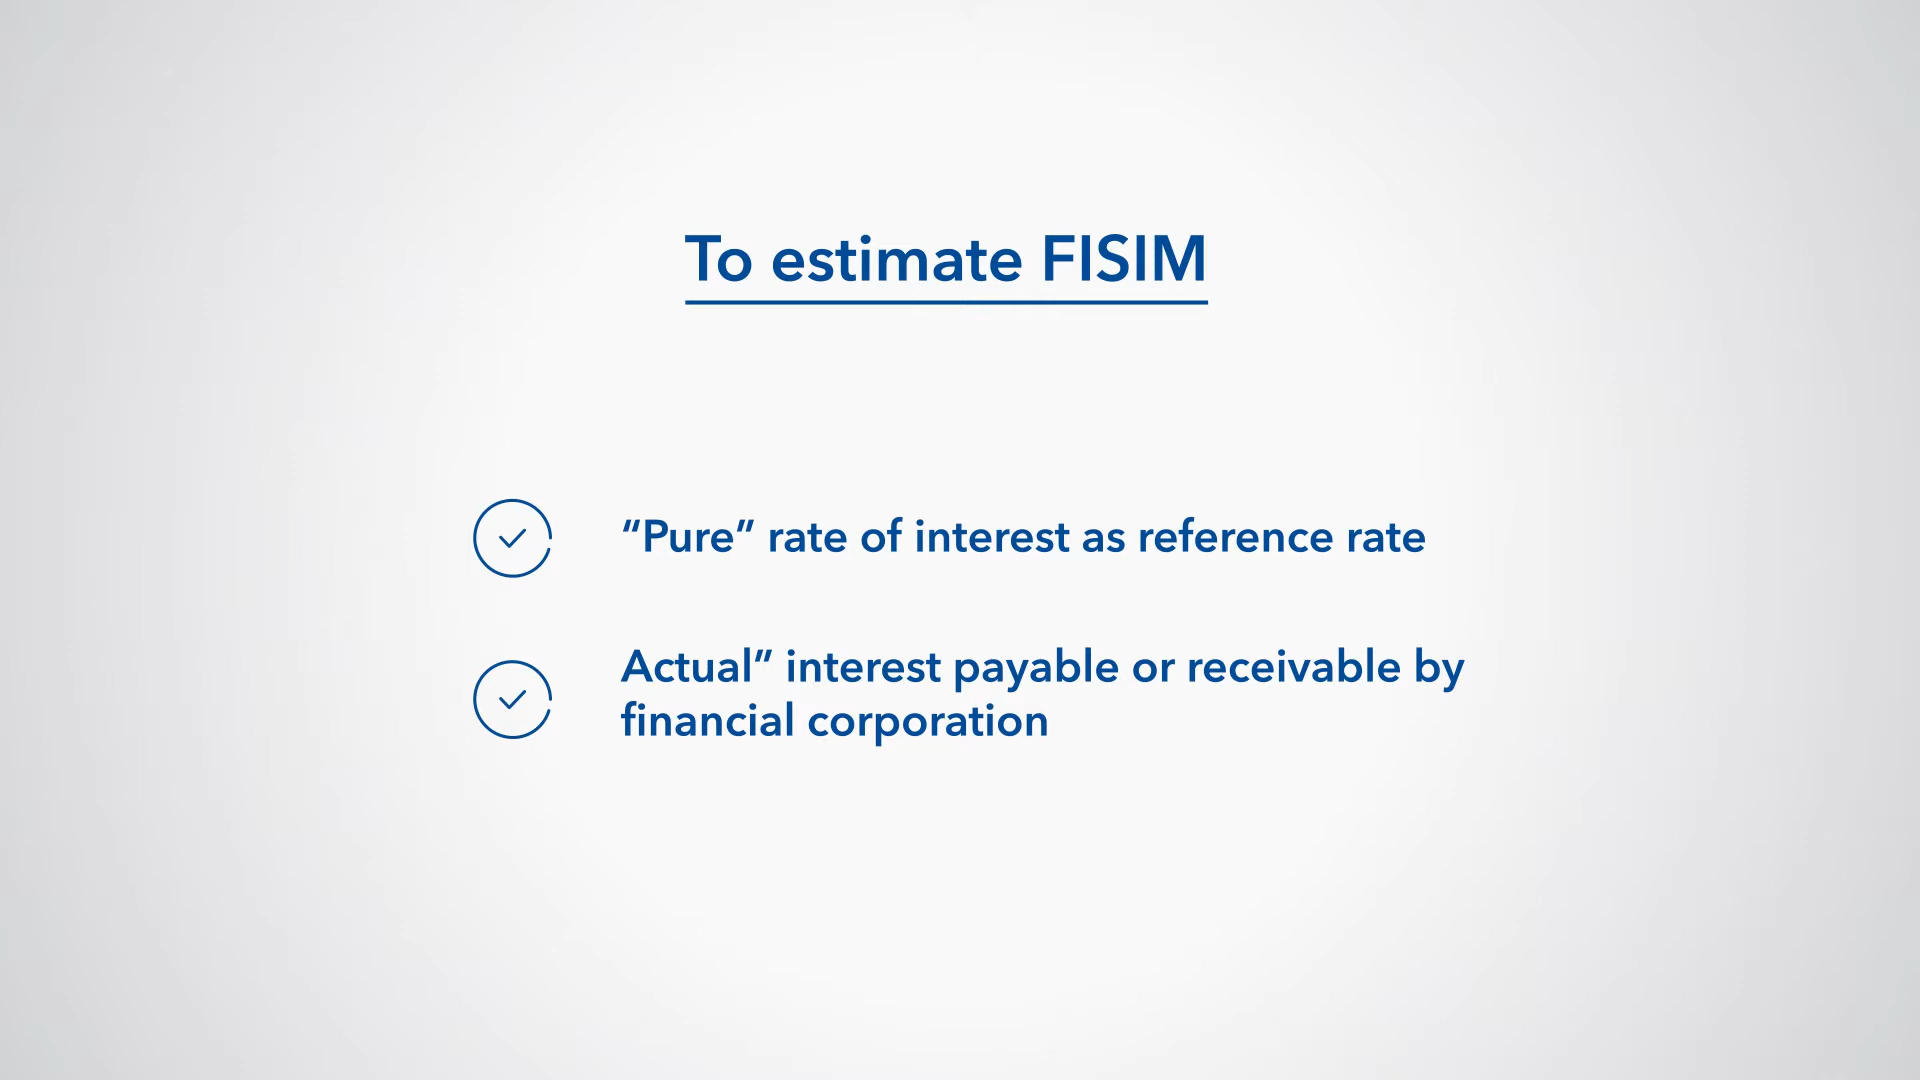 To estimate FISIM
“Pure” rate of interest as reference rate
Actual” interest payable or receivable by
financial corporation